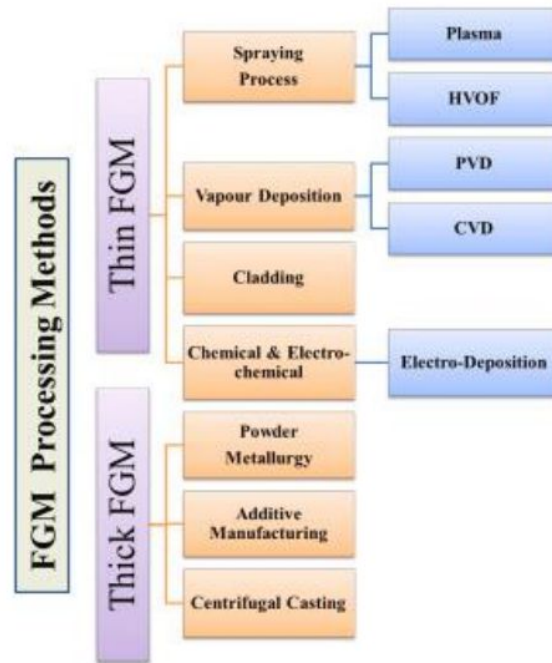 FGM Processing Methods
Thin FGM
Spraying
Process
Plasma
HVOF
Vapour Deposition
PVD
CVD
Cladding
Chemical & Electro-
chemical
Electro-Deposition
Thick FGM
Powder
Metallurgy
Additive
Manufacturing
Centrifugal Casting